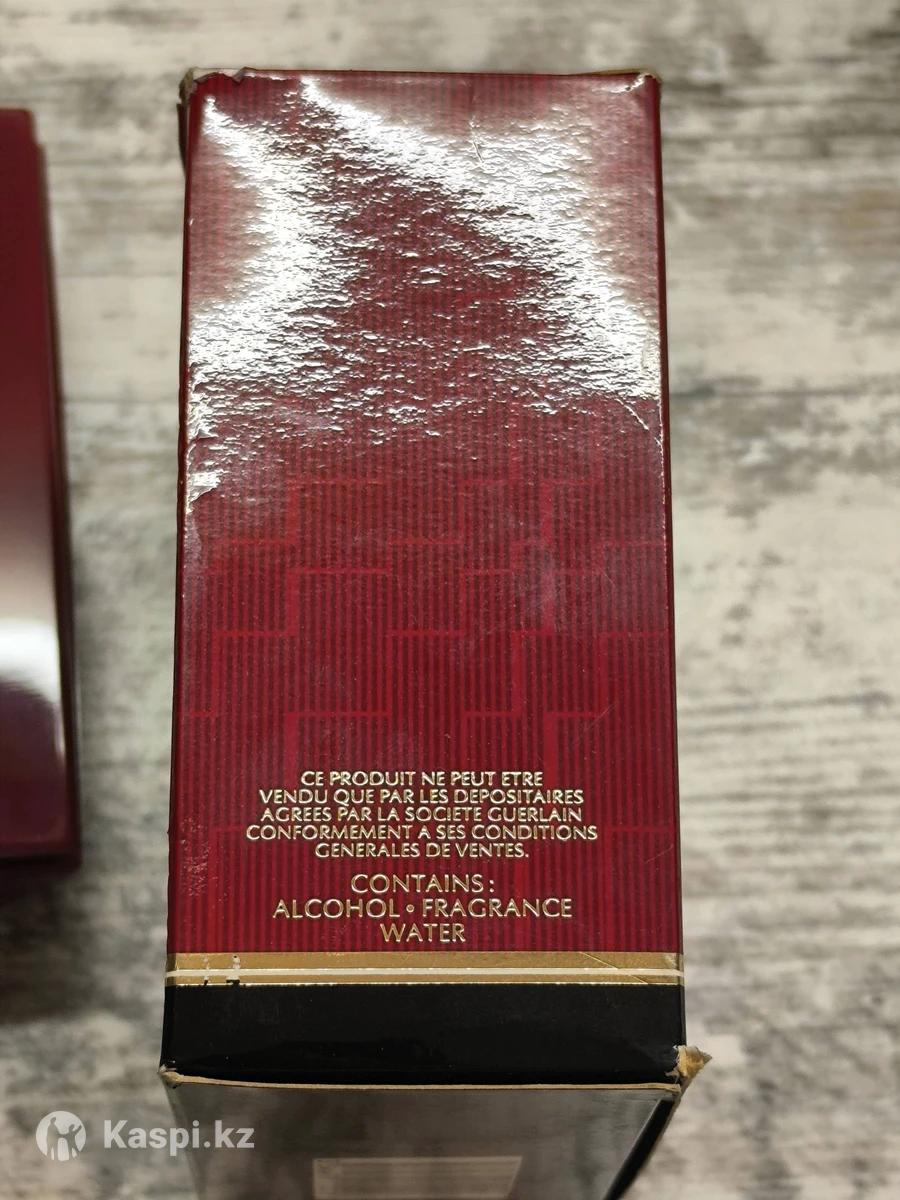 CE PRODUIT NE PEUT ETRE
VENDU QUE PAR LES DEPOSITAIRES
AGREES PAR LA SOCIETE GUERLAIN
CONFORMEMENT A SES CONDITIONS
GENERALES DE VENTES.
CONTAINS:
ALCOHOL • FRAGRANCE
WATER
Kaspi.kz